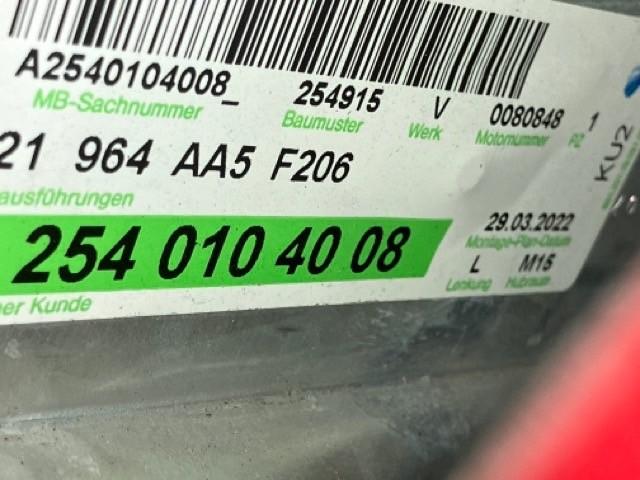 A2540104008_ 254915 V 0080848 1
MB-Sachnummer Baumuster Werk Motornummer PZ
21 964 AA5 F206 KU2
ausführungen 29.03.2022
254 010 40 08 Montage-Plan-Datum
L M15
er Kunde Lenkung Hubraum